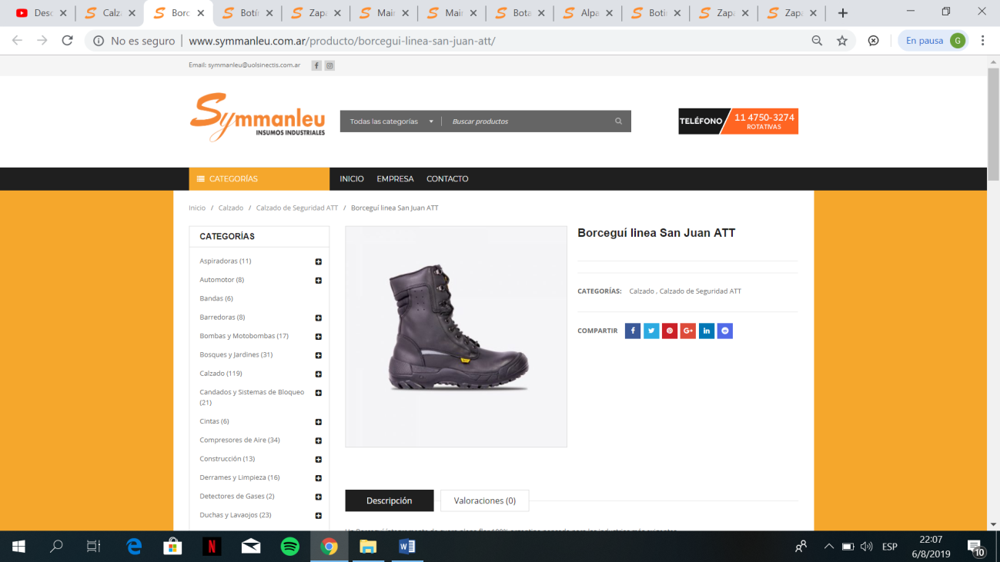 Desc
Calz
Borc
Botín
Zapa
Main
Main
Bota
Alpa
Botin
Zapa
Zapa
No es seguro | www.symmanleu.com.ar/producto/borcegui-linea-san-juan-att/
En pausa G
Email: symmanleu@uolsinectis.com.ar
Symmanleu
INSUMOS INDUSTRIALES
Todas las categorías
Buscar productos
TELÉFONO
11 4750-3274
ROTATIVAS
CATEGORÍAS
INICIO EMPRESA CONTACTO
Inicio / Calzado / Calzado de Seguridad ATT / Borceguí linea San Juan ATT
CATEGORÍAS
Aspiradoras (11)
Automotor (8)
Bandas (6)
Barredoras (8)
Bombas y Motobombas (17)
Bosques y Jardines (31)
Calzado (119)
Candados y Sistemas de Bloqueo
(21)
Cintas (6)
Compresores de Aire (34)
Construcción (13)
Derrames y Limpieza (16)
Detectores de Gases (2)
Duchas y Lavaojos (23)
Borceguí linea San Juan ATT
CATEGORÍAS: Calzado , Calzado de Seguridad ATT
COMPARTIR
Descripción
Valoraciones (0)
ESP
22:07
6/8/2019
10